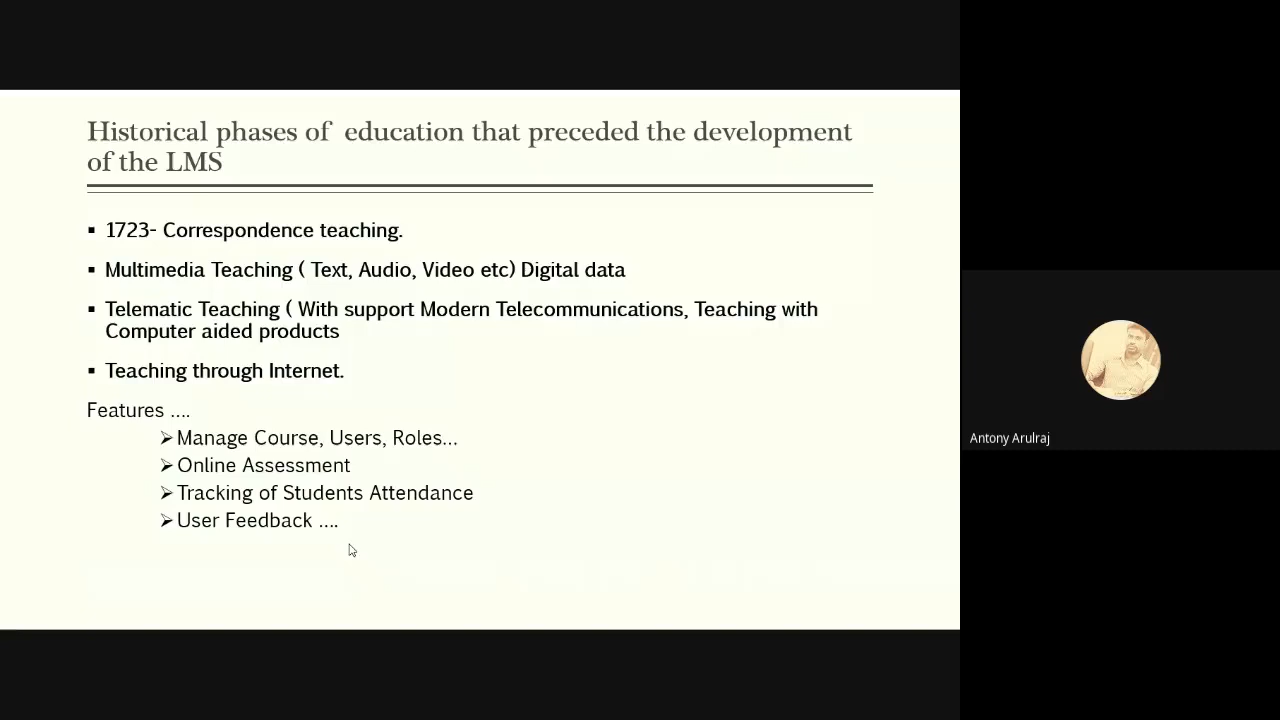 Historical phases of  education that preceded the development
of the LMS
▪ 1723- Correspondence teaching.
▪ Multimedia Teaching ( Text, Audio, Video etc) Digital data
▪ Telematic Teaching ( With support Modern Telecommunications, Teaching with
Computer aided products
▪ Teaching through Internet.
Features ....
➢Manage Course, Users, Roles...
➢Online Assessment
➢Tracking of Students Attendance
➢User Feedback ....
Antony Arulraj